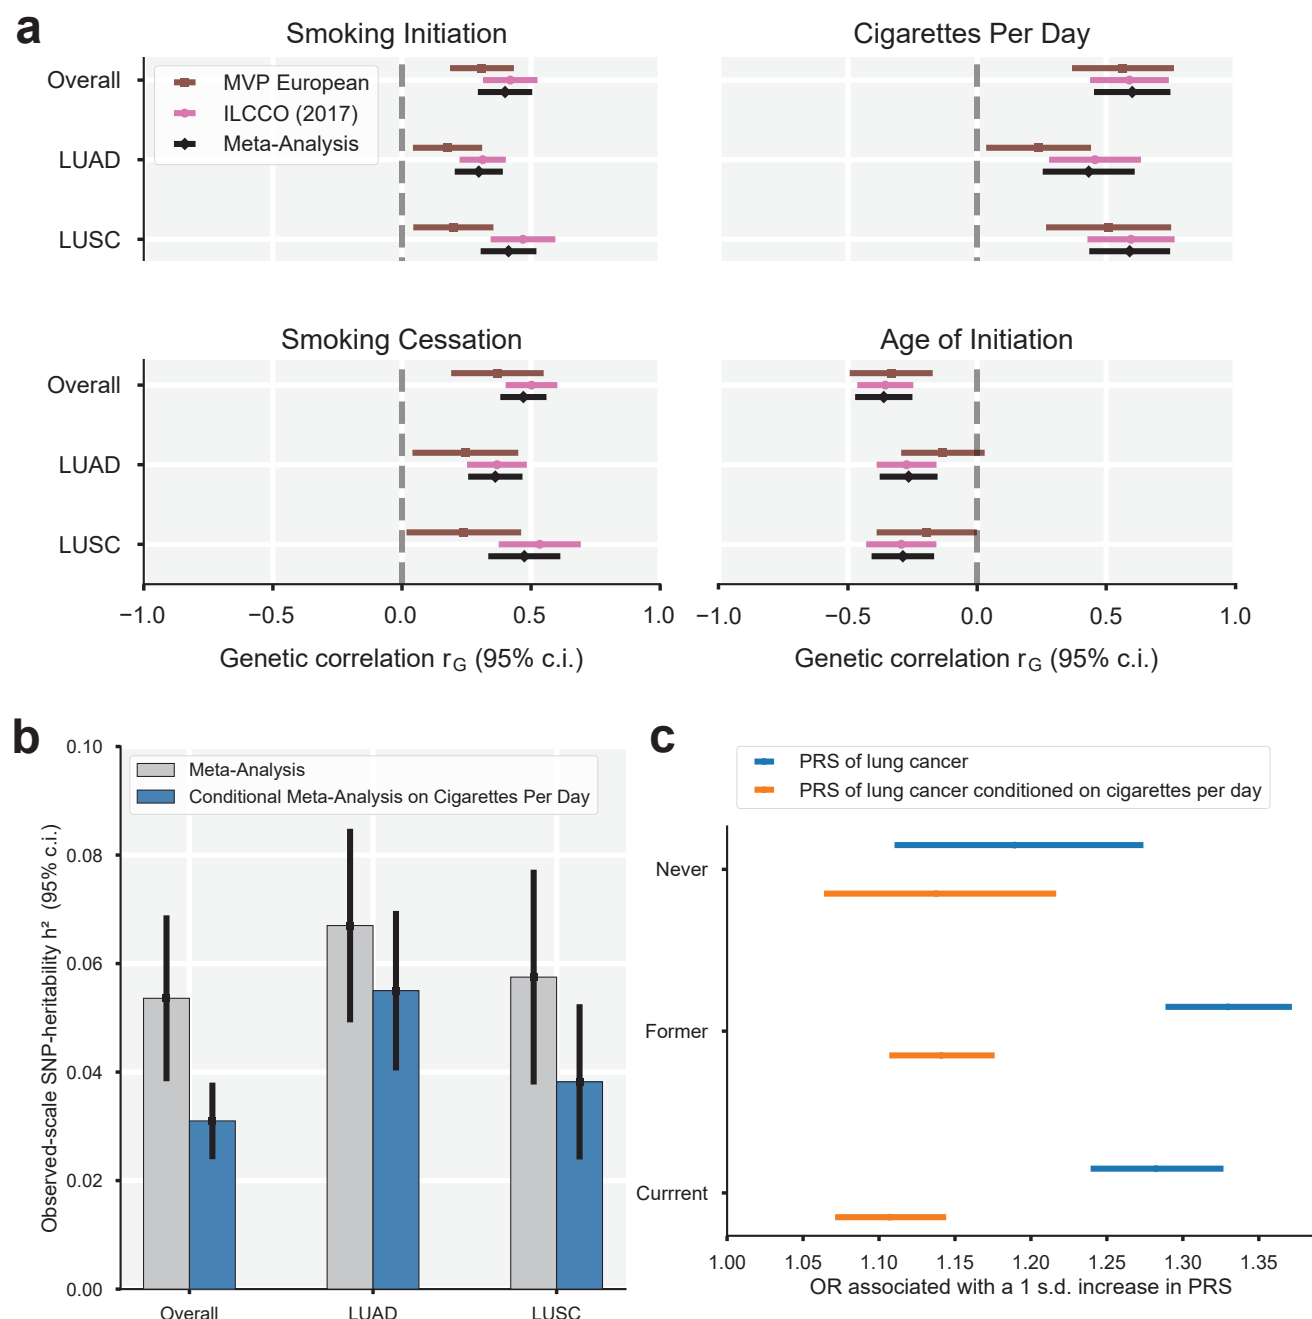 a
Smoking Initiation
Cigarettes Per Day
Overall
LUAD
LUSC
MVP European
ILCCO (2017)
Meta-Analysis
Smoking Cessation
Age of Initiation
Overall
LUAD
LUSC
−1.0 −0.5 0.0 0.5 1.0
−1.0 −0.5 0.0 0.5 1.0
Genetic correlation rG (95% c.i.)
Genetic correlation rG (95% c.i.)
b
Observed-scale SNP-heritability h² (95% c.i.)
0.10
0.08
0.06
0.04
0.02
0.00
Meta-Analysis
Conditional Meta-Analysis on Cigarettes Per Day
Overall LUAD LUSC
c
PRS of lung cancer
PRS of lung cancer conditioned on cigarettes per day
Never
Former
Currrent
1.00 1.05 1.10 1.15 1.20 1.25 1.30 1.35
OR associated with a 1 s.d. increase in PRS